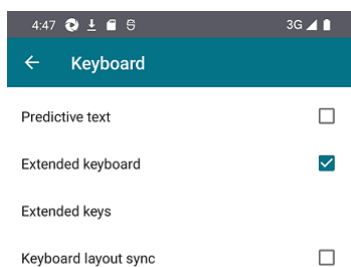 4:47 3G
Keyboard
Predictive text
Extended keyboard
Extended keys
Keyboard layout sync